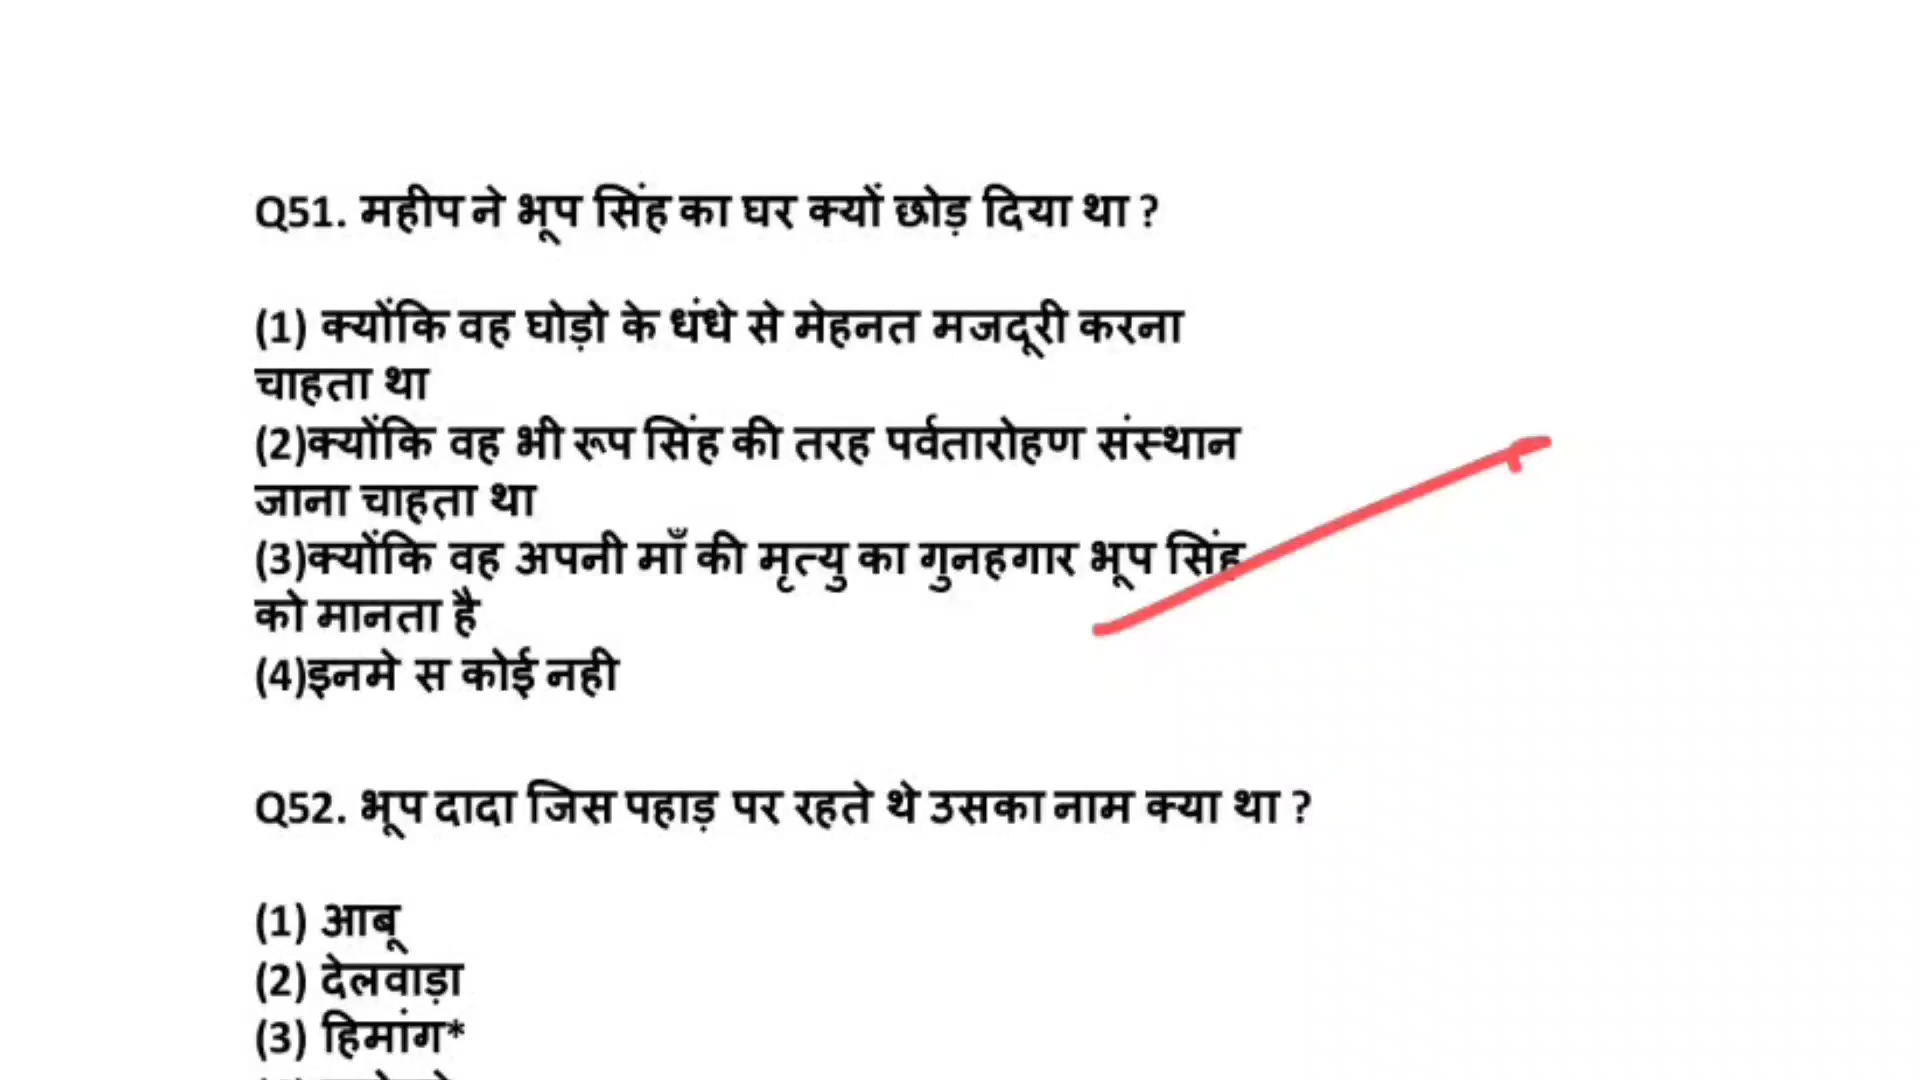 Q51. महीप ने भूप सिंह का घर क्यों छोड़ दिया था ?
(1) क्योंकि वह घोड़ो के धंधे से मेहनत मजदूरी करना
चाहता था
(2)क्योंकि वह भी रूप सिंह की तरह पर्वतारोहण संस्थान
जाना चाहता था
(3)क्योंकि वह अपनी माँ की मृत्यु का गुनहगार भूप सिंह
को मानता है
(4)इनमे स कोई नही
Q52. भूप दादा जिस पहाड़ पर रहते थे उसका नाम क्या था ?
(1) आबू
(2) देलवाड़ा
(3) हिमांग*